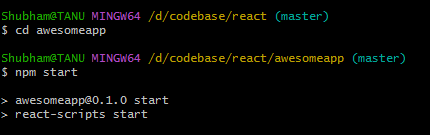 Shubham@TANU MINGW64 /d/codebase/react (master)
$ cd awesomeapp
Shubham@TANU MINGW64 /d/codebase/react/awesomeapp (master)
$ npm start
> awesomeapp@0.1.0 start
> react-scripts start